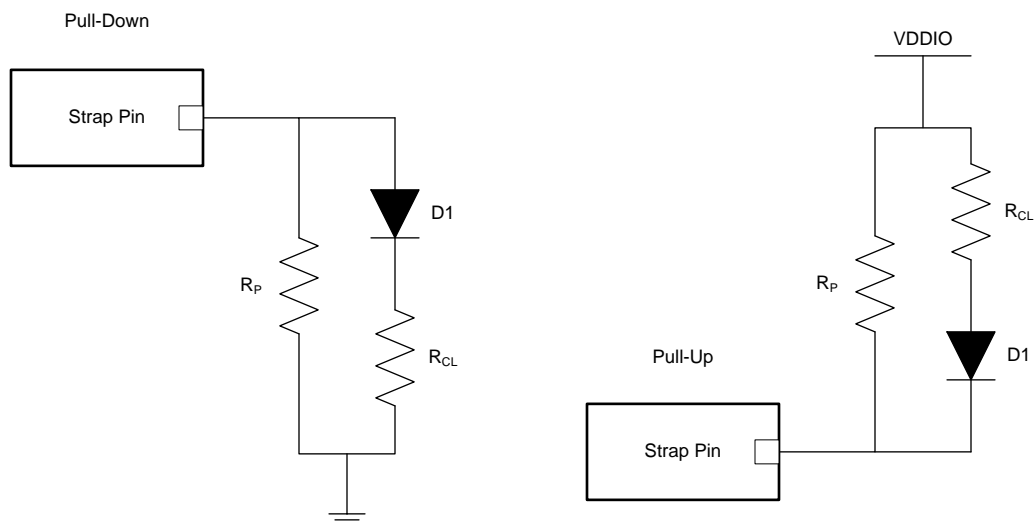 Pull-Down
Strap Pin
D1
RP
RCL
VDDIO
RCL
RP
D1
Pull-Up
Strap Pin